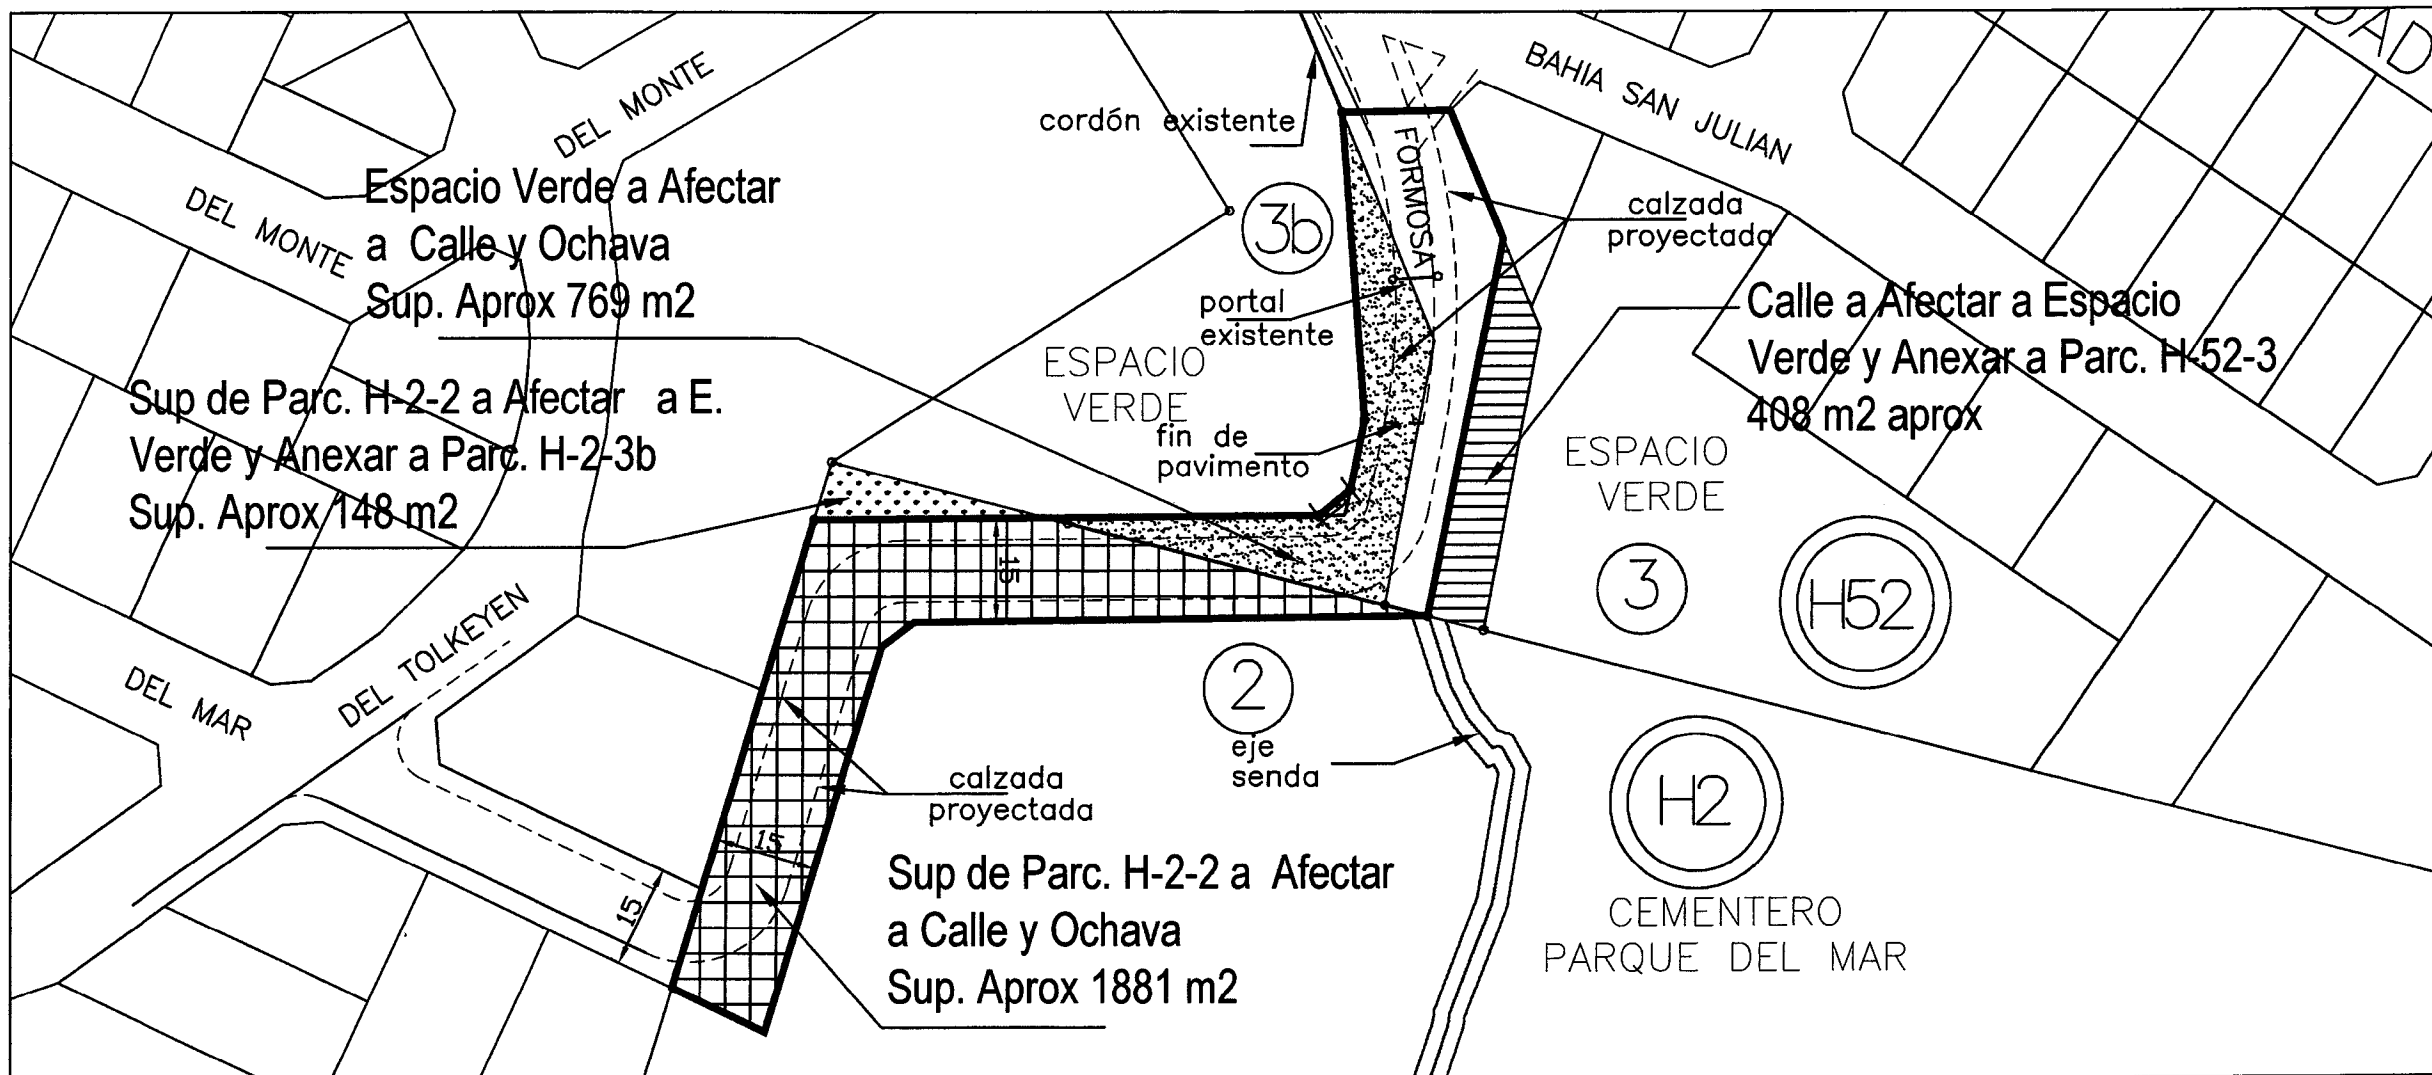 DEL MONTE
DEL MONTE
Espacio Verde a Afectar
a Calle y Ochava
Sup. Aprox 769 m2
Sup de Parc. H-2-2 a Afectar a E.
Verde y Anexar a Parc. H-2-3b
Sup. Aprox 148 m2
DEL MAR
DEL TOLKEYEN
cordón existente
3b
FORMOSA
BAHIA SAN JULIAN
calzada
proyectada
portal
existente
ESPACIO
VERDE
fin de
pavimento
Calle a Afectar a Espacio
Verde y Anexar a Parc. H-52-3
408 m2 aprox
ESPACIO
VERDE
3
H52
15
2
eje
senda
calzada
proyectada
15
15
Sup de Parc. H-2-2 a Afectar
a Calle y Ochava
Sup. Aprox 1881 m2
H2
CEMENTERO
PARQUE DEL MAR